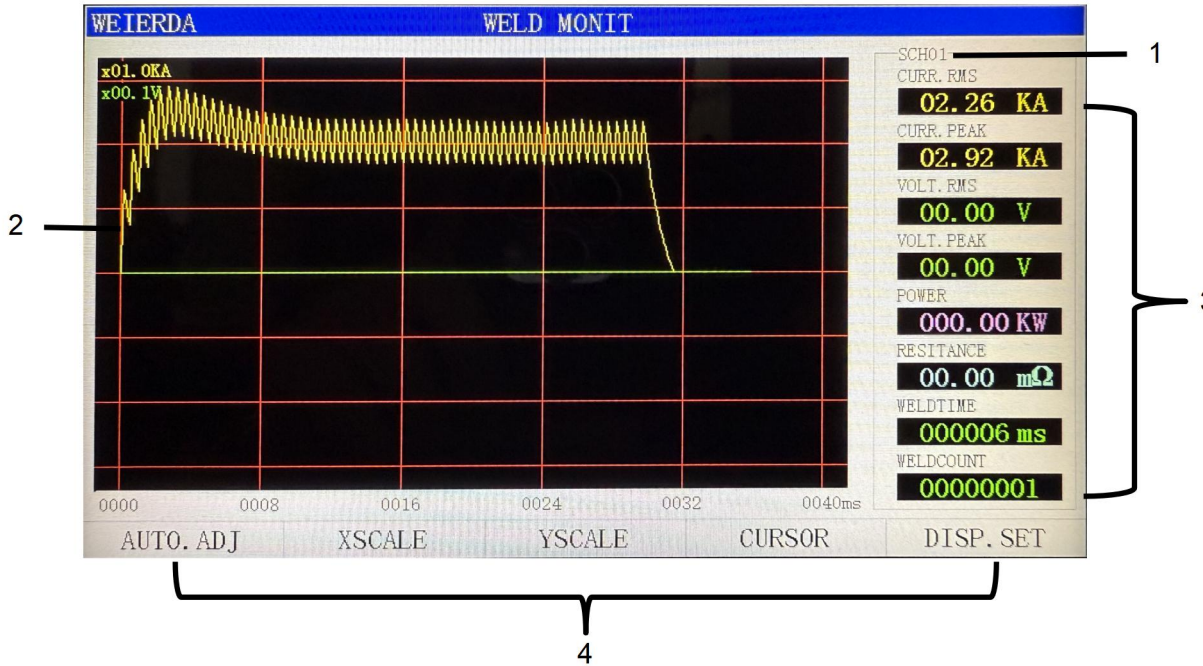 WEIERDA WELD MONIT
x01.0KA
x00.1V
SCH01
CURR.RMS
02.26 KA
CURR.PEAK
02.92 KA
VOLT.RMS
00.00 V
VOLT.PEAK
00.00 V
POWER
000.00 KW
RESITANCE
00.00 mΩ
WELDTIME
000006 ms
WELDCOUNT
00000001
0000 0008 0016 0024 0032 0040ms
AUTO.ADJ XSCALE YSCALE CURSOR DISP.SET
1
2
3
4